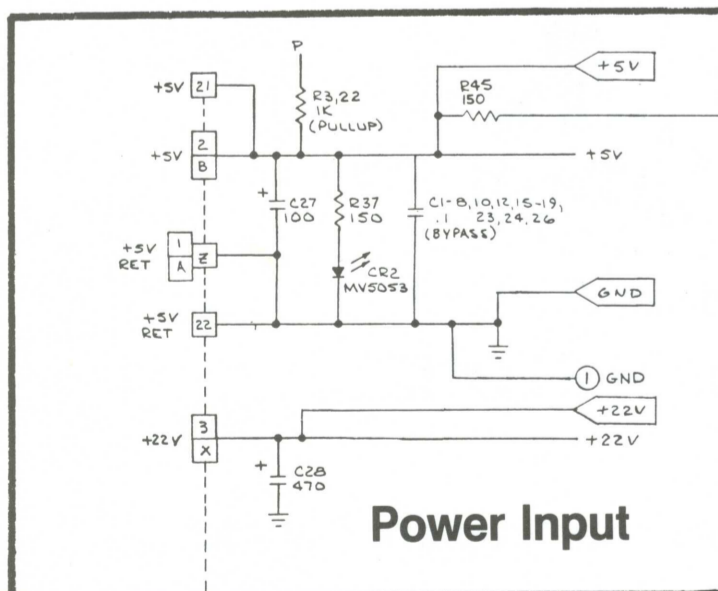 P
+5V 21
R3,22
1K
(PULLUP)
+5V
R45
150
+5V 2
B
+5V
+
C27
100
R37
150
C1-8,10,12,15-19,
.1 23,24,26
(BYPASS)
+5V
RET
1
A
Z
CR2
MV5053
GND
+5V
RET
22
1 GND
+22V
+22V 3
X
+22V
+
C28
470
Power Input